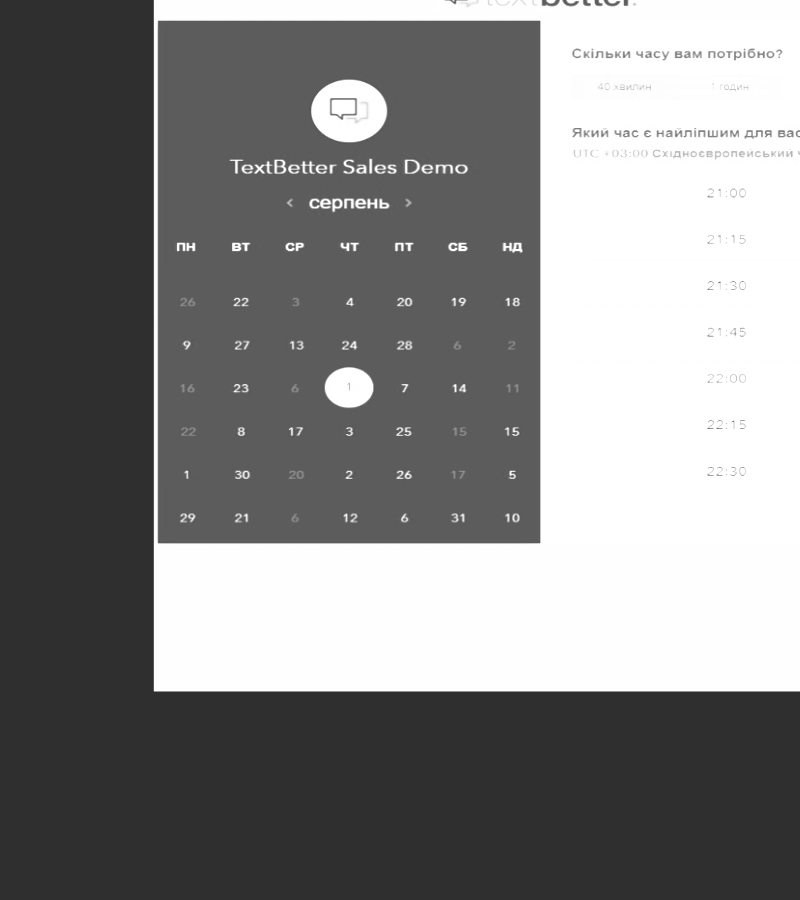 textbetter.
TextBetter Sales Demo
‹ серпень ›
ПН ВТ СР ЧТ ПТ СБ НД
26 22 3 4 20 19 18
9 27 13 24 28 6 2
16 23 6 1 7 14 11
22 8 17 3 25 15 15
1 30 20 2 26 17 5
29 21 6 12 6 31 10
Скільки часу вам потрібно?
40 хвилин 1 годин
Який час є найліпшим для вас
UTC +03:00 Східноєвропейський
21:00
21:15
21:30
21:45
22:00
22:15
22:30